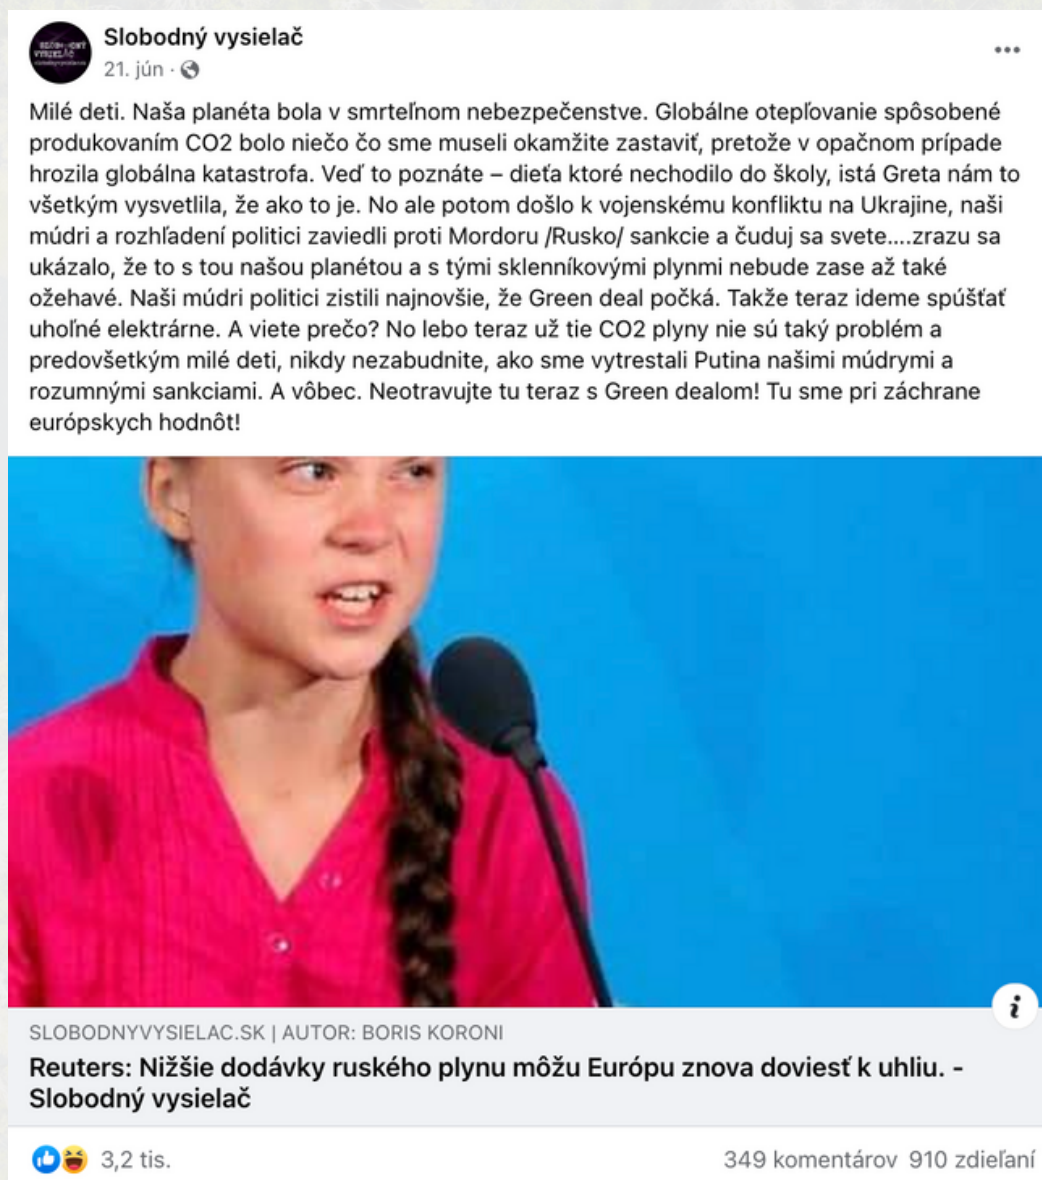 Slobodný vysielač
21. jún ·
Milé deti. Naša planéta bola v smrteľnom nebezpečenstve. Globálne otepľovanie spôsobené
produkovaním CO2 bolo niečo čo sme museli okamžite zastaviť, pretože v opačnom prípade
hrozila globálna katastrofa. Veď to poznáte – dieťa ktoré nechodilo do školy, istá Greta nám to
všetkým vysvetlila, že ako to je. No ale potom došlo k vojenskému konfliktu na Ukrajine, naši
múdri a rozhľadení politici zaviedli proti Mordoru /Rusko/ sankcie a čuduj sa svete....zrazu sa
ukázalo, že to s tou našou planétou a s tými sklenníkovými plynmi nebude zase až také
ožehavé. Naši múdri politici zistili najnovšie, že Green deal počká. Takže teraz ideme spúšťať
uhoľné elektrárne. A viete prečo? No lebo teraz už tie CO2 plyny nie sú taký problém a
predovšetkým milé deti, nikdy nezabudnite, ako sme vytrestali Putina našimi múdrymi a
rozumnými sankciami. A vôbec. Neotravujte tu teraz s Green dealom! Tu sme pri záchrane
európskych hodnôt!
SLOBODNYVYSIELAC.SK | AUTOR: BORIS KORONI
Reuters: Nižšie dodávky ruského plynu môžu Európu znova doviesť k uhliu. -
Slobodný vysielač
3,2 tis.
349 komentárov 910 zdieľaní